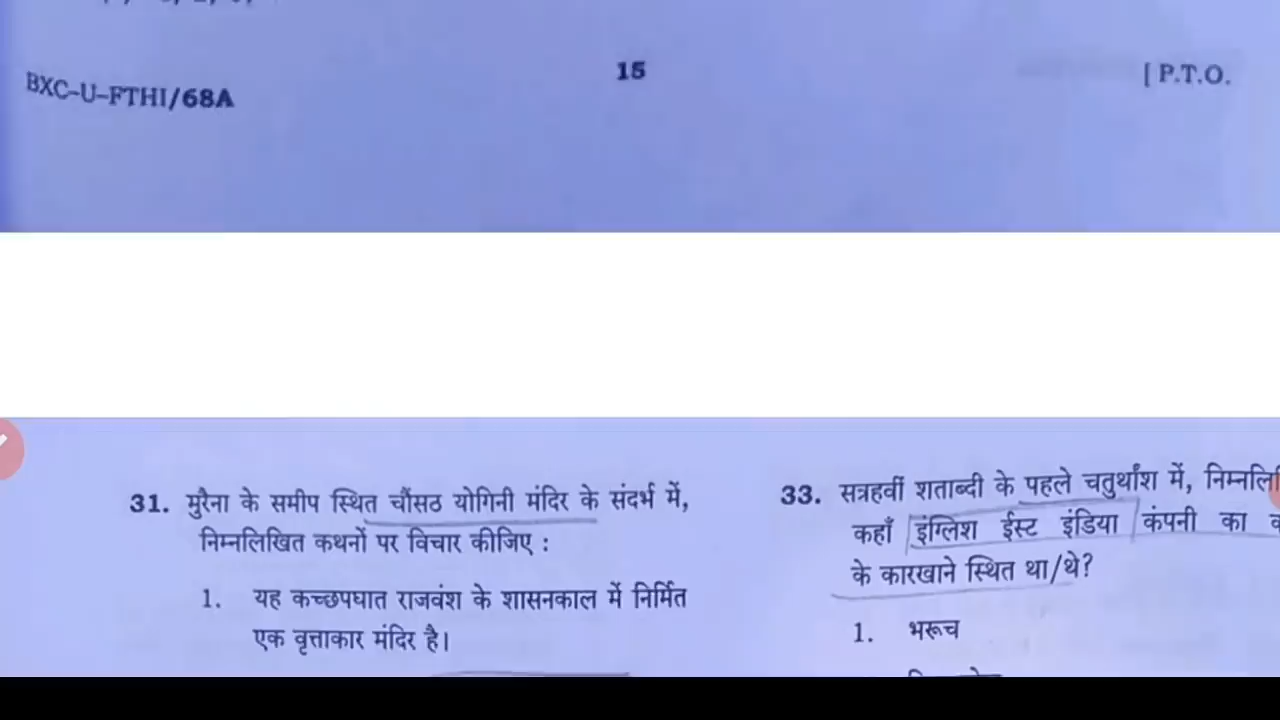 BXC-U-FTHI/68A
15
[ P.T.O.
31. मुरैना के समीप स्थित चौंसठ योगिनी मंदिर के संदर्भ में,
निम्नलिखित कथनों पर विचार कीजिए :
1. यह कच्छपघात राजवंश के शासनकाल में निर्मित
एक वृत्ताकार मंदिर है।
33. सत्रहवीं शताब्दी के पहले चतुर्थांश में,
कहाँ इंग्लिश ईस्ट इंडिया कंपनी का
के कारखाने स्थित था/थे?
1. भरूच